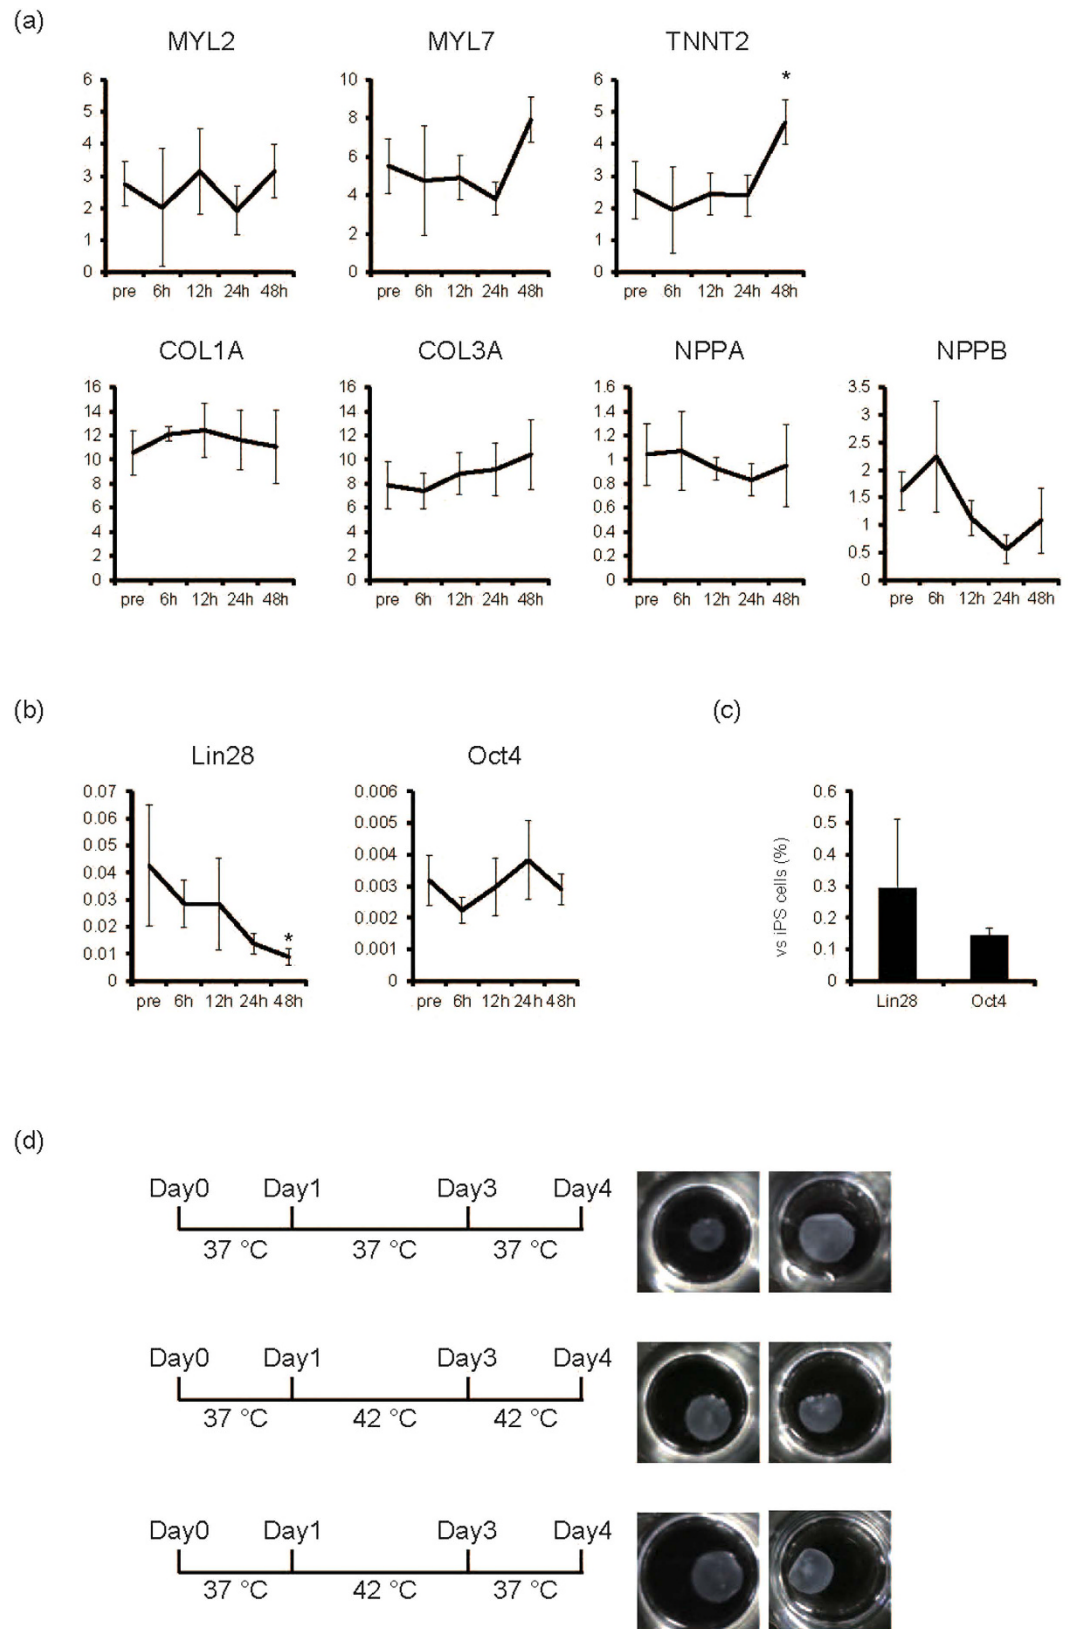 (a)
MYL2 MYL7 TNNT2
6 10 6 *
5 8 5
4 6 4
3 4 3
2 2 2
1 0 1
0 0
pre 6h 12h 24h 48h pre 6h 12h 24h 48h pre 6h 12h 24h 48h
COL1A COL3A NPPA NPPB
16 16 1.6 3.5
14 14 1.4 3
12 12 1.2 2.5
10 10 1 2
8 8 0.8 1.5
6 6 0.6 1
4 4 0.4 0.5
2 2 0.2 0
0 0 0
pre 6h 12h 24h 48h pre 6h 12h 24h 48h pre 6h 12h 24h 48h pre 6h 12h 24h 48h
(b) (c)
Lin28 Oct4
0.07 0.006 0.6
0.06 0.005 0.5
0.05 0.004 0.4
0.04 0.003 0.3
0.03 0.002 0.2
0.02 0.001 0.1
0.01 0 0
0
*
vs iPS cells (%)
pre 6h 12h 24h 48h pre 6h 12h 24h 48h Lin28 Oct4
(d)
Day0 Day1 Day3 Day4
37 °C 37 °C 37 °C
Day0 Day1 Day3 Day4
37 °C 42 °C 42 °C
Day0 Day1 Day3 Day4
37 °C 42 °C 37 °C